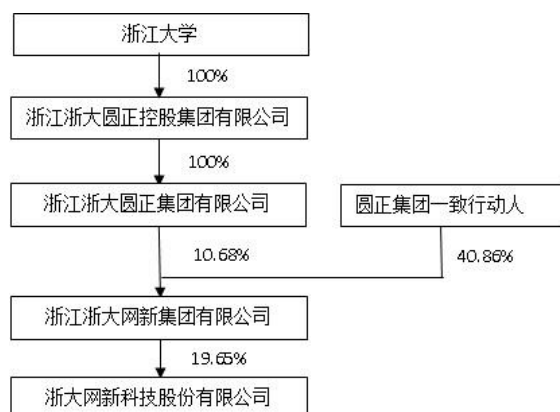 浙江大学
100%
浙江浙大圆正控股集团有限公司
100%
浙江浙大圆正集团有限公司
圆正集团一致行动人
10.68%
40.86%
浙江浙大网新集团有限公司
19.65%
浙大网新科技股份有限公司